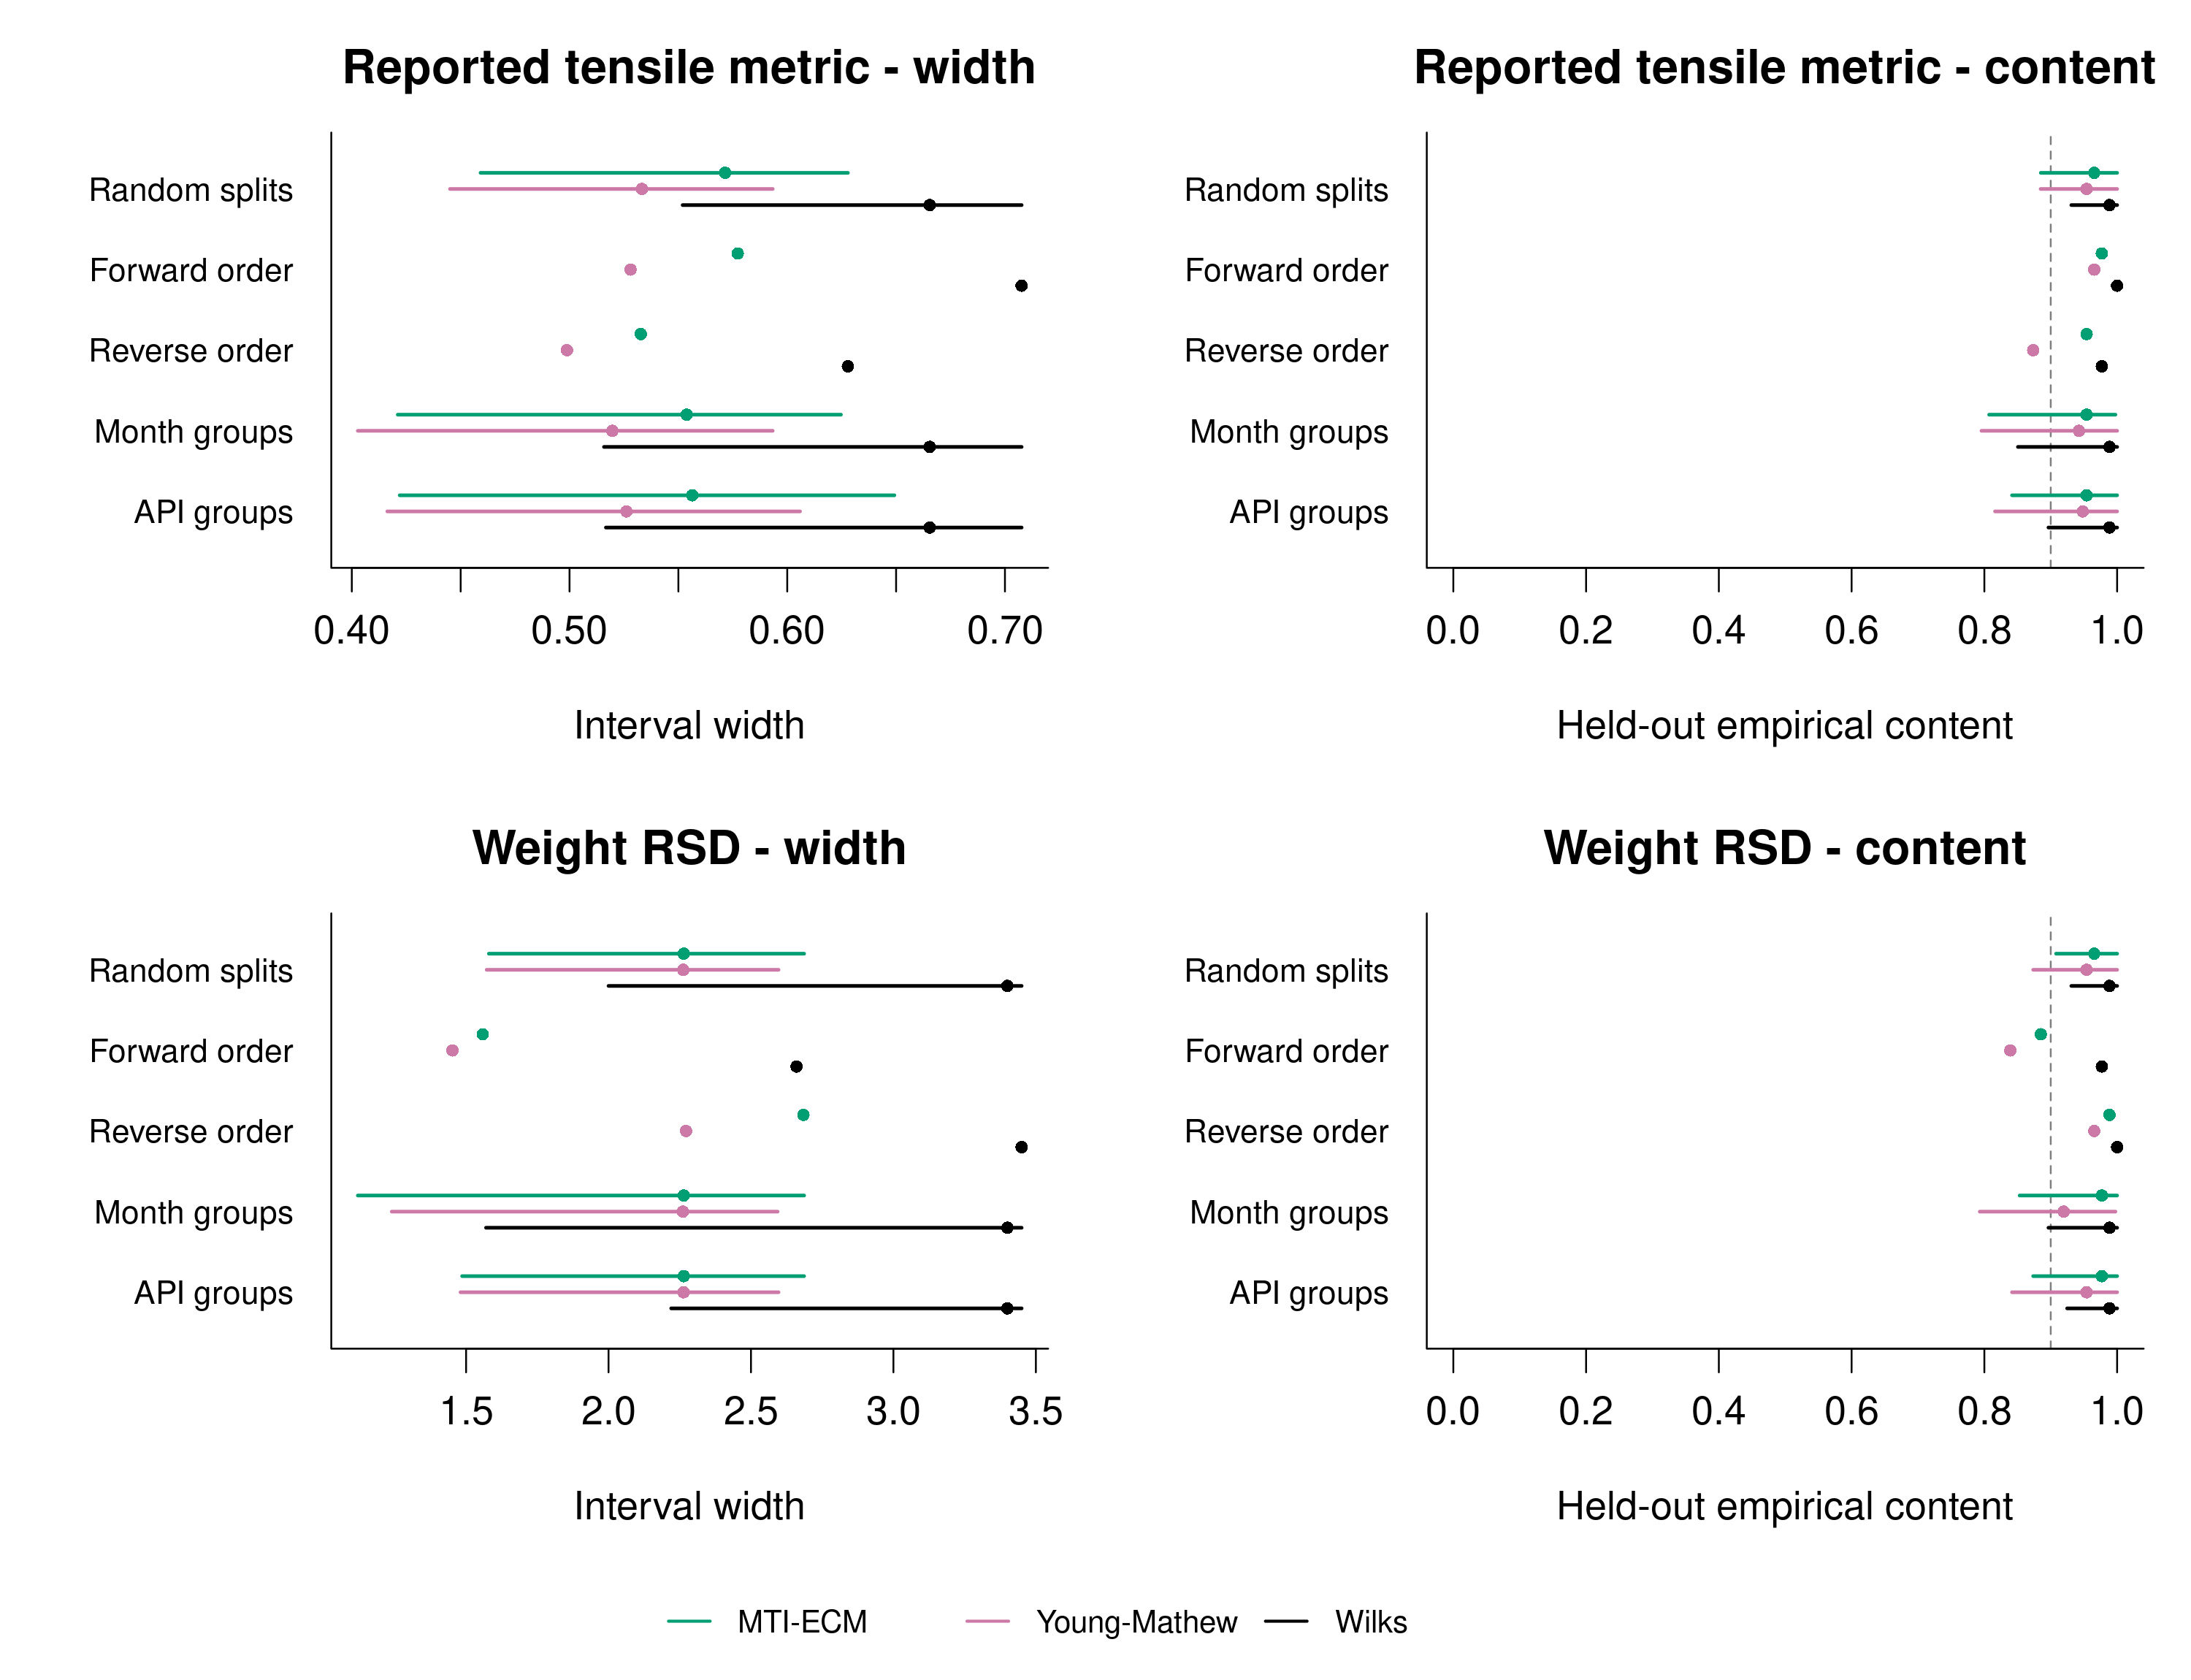 Reported tensile metric - width
Random splits
Forward order
Reverse order
Month groups
API groups
0.40 0.50 0.60 0.70
Interval width
Reported tensile metric - content
Random splits
Forward order
Reverse order
Month groups
API groups
0.0 0.2 0.4 0.6 0.8 1.0
Held-out empirical content
Weight RSD - width
Random splits
Forward order
Reverse order
Month groups
API groups
1.5 2.0 2.5 3.0 3.5
Interval width
Weight RSD - content
Random splits
Forward order
Reverse order
Month groups
API groups
0.0 0.2 0.4 0.6 0.8 1.0
Held-out empirical content
MTI-ECM Young-Mathew Wilks